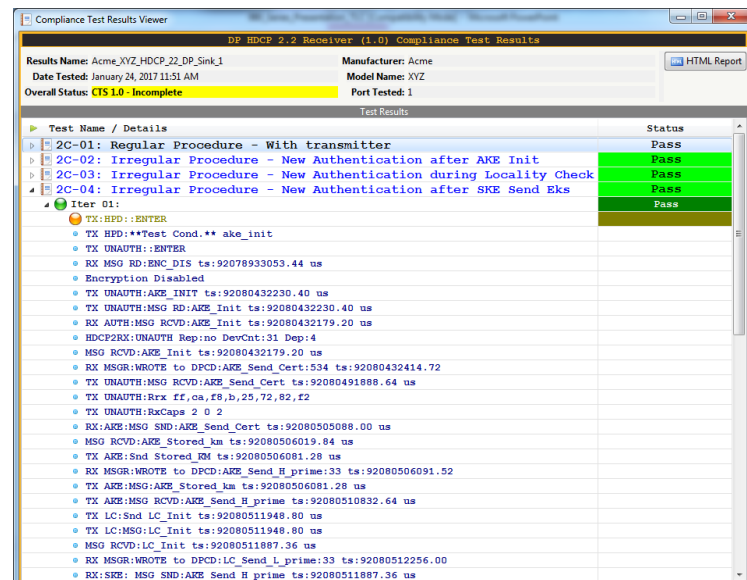 Compliance Test Results Viewer
DP HDCP 2.2 Receiver (1.0) Compliance Test Results
Results Name: Acme_XYZ_HDCP_22_DP_Sink_1 Manufacturer: Acme HTML Report
Date Tested: January 24, 2017 11:51 AM Model Name: XYZ
Overall Status: CTS 1.0 - Incomplete Port Tested: 1
Test Results
Test Name / Details Status
2C-01: Regular Procedure - With transmitter Pass
2C-02: Irregular Procedure - New Authentication after AKE Init Pass
2C-03: Irregular Procedure - New Authentication during Locality Check Pass
2C-04: Irregular Procedure - New Authentication after SKE Send Eks Pass
Iter 01: Pass
TX:HPD::ENTER
TX HPD:**Test Cond.** ake_init
TX UNAUTH::ENTER
RX MSG RD:ENC_DIS ts:92078933053.44 us
Encryption Disabled
TX UNAUTH:AKE_INIT ts:92080432230.40 us
TX UNAUTH:MSG RD:AKE_Init ts:92080432230.40 us
RX AUTH:MSG RCVD:AKE_Init ts:92080432179.20 us
HDCP2RX:UNAUTH Rep:no DevCnt:31 Dep:4
MSG RCVD:AKE_Init ts:92080432179.20 us
RX MSGR:WROTE to DPCD:AKE_Send_Cert:534 ts:92080432414.72
TX UNAUTH:MSG RCVD:AKE_Send_Cert ts:92080491888.64 us
TX UNAUTH:Rrx ff,ca,f8,b,25,72,82,f2
TX UNAUTH:RxCaps 2 0 2
RX:AKE:MSG SND:AKE_Send_Cert ts:92080505088.00 us
MSG RCVD:AKE_Stored_km ts:92080506019.84 us
TX AKE:Snd Stored_KM ts:92080506081.28 us
RX MSGR:WROTE to DPCD:AKE_Send_H_prime:33 ts:92080506091.52
TX AKE:MSG:AKE_Stored_km ts:92080506081.28 us
TX AKE:MSG RCVD:AKE_Send_H_prime ts:92080510832.64 us
TX LC:Snd LC_Init ts:92080511948.80 us
TX LC:MSG:LC_Init ts:92080511948.80 us
MSG RCVD:LC_Init ts:92080511887.36 us
RX MSGR:WROTE to DPCD:LC_Send_L_prime:33 ts:92080512256.00
RX:SKE: MSG SND:AKE Send H prime ts:92080511887.36 us